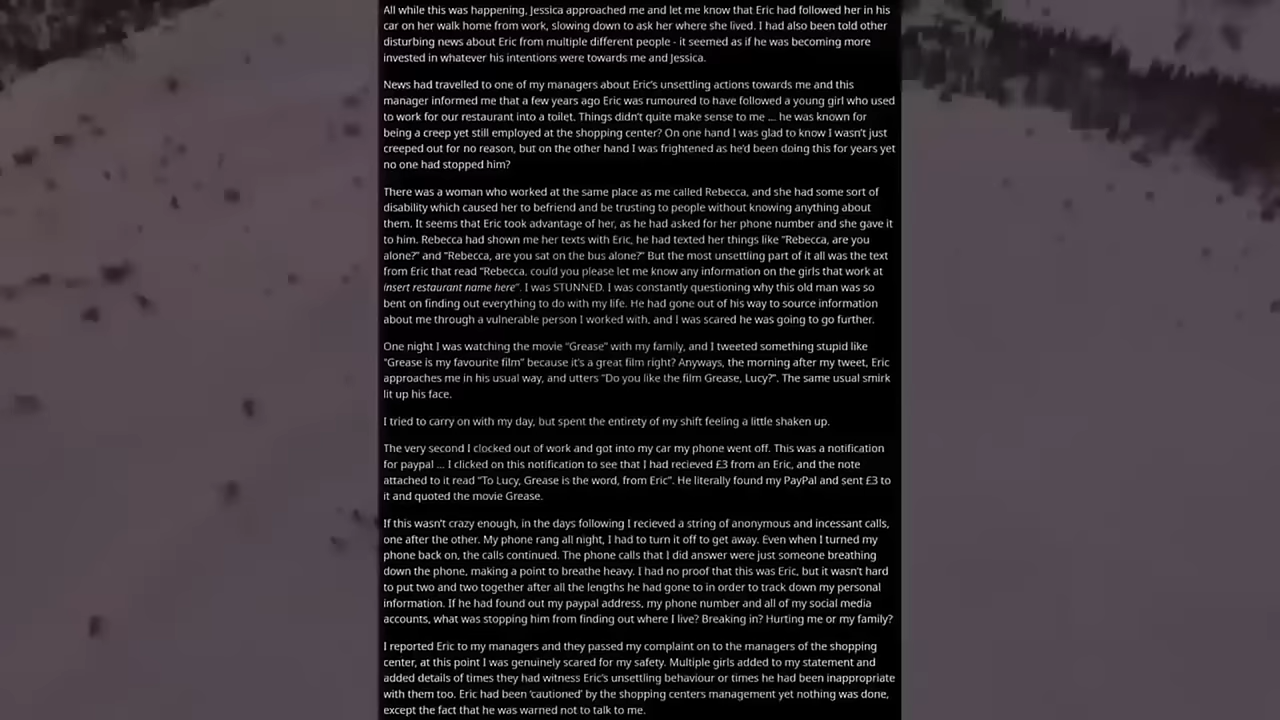 All while this was happening, Jessica approached me and let me know that Eric had followed her in his
car on her walk home from work, slowing down to ask her where she lived. I had also been told other
disturbing news about Eric from multiple different people - it seemed as if he was becoming more
invested in whatever his intentions were towards me and Jessica.
News had travelled to one of my managers about Eric's unsettling actions towards me and this
manager informed me that a few years ago Eric was rumoured to have followed a young girl who used
to work for our restaurant into a toilet. Things didn't quite make sense to me ... he was known for
being a creep yet still employed at the shopping center? On one hand I was glad to know I wasn't just
creeped out for no reason, but on the other hand I was frightened as he'd been doing this for years yet
no one had stopped him?
There was a woman who worked at the same place as me called Rebecca, and she had some sort of
disability which caused her to befriend and be trusting to people without knowing anything about
them. It seems that Eric took advantage of her, as he had asked for her phone number and she gave it
to him. Rebecca had shown me her texts with Eric, he had texted her things like "Rebecca, are you
alone?" and "Rebecca, are you sat on the bus alone?" But the most unsettling part of it all was the text
from Eric that read "Rebecca, could you please let me know any information on the girls that work at
insert restaurant name here". I was STUNNED. I was constantly questioning why this old man was so
bent on finding out everything to do with my life. He had gone out of his way to source information
about me through a vulnerable person I worked with, and I was scared he was going to go further.
One night I was watching the movie "Grease" with my family, and I tweeted something stupid like
"Grease is my favourite film" because it's a great film right? Anyways, the morning after my tweet, Eric
approaches me in his usual way, and utters "Do you like the film Grease, Lucy?". The same usual smirk
lit up his face.
I tried to carry on with my day, but spent the entirety of my shift feeling a little shaken up.
The very second I clocked out of work and got into my car my phone went off. This was a notification
for paypal ... I clicked on this notification to see that I had recieved £3 from an Eric, and the note
attached to it read "To Lucy, Grease is the word, from Eric". He literally found my PayPal and sent £3 to
it and quoted the movie Grease.
If this wasn't crazy enough, in the days following I recieved a string of anonymous and incessant calls,
one after the other. My phone rang all night, I had to turn it off to get away. Even when I turned my
phone back on, the calls continued. The phone calls that I did answer were just someone breathing
down the phone, making a point to breathe heavy. I had no proof that this was Eric, but it wasn't hard
to put two and two together after all the lengths he had gone to in order to track down my personal
information. If he had found out my paypal address, my phone number and all of my social media
accounts, what was stopping him from finding out where I live? Breaking in? Hurting me or my family?
I reported Eric to my managers and they passed my complaint on to the managers of the shopping
center, at this point I was genuinely scared for my safety. Multiple girls added to my statement and
added details of times they had witness Eric's unsettling behaviour or times he had been inappropriate
with them too. Eric had been 'cautioned' by the shopping centers management yet nothing was done,
except the fact that he was warned not to talk to me.